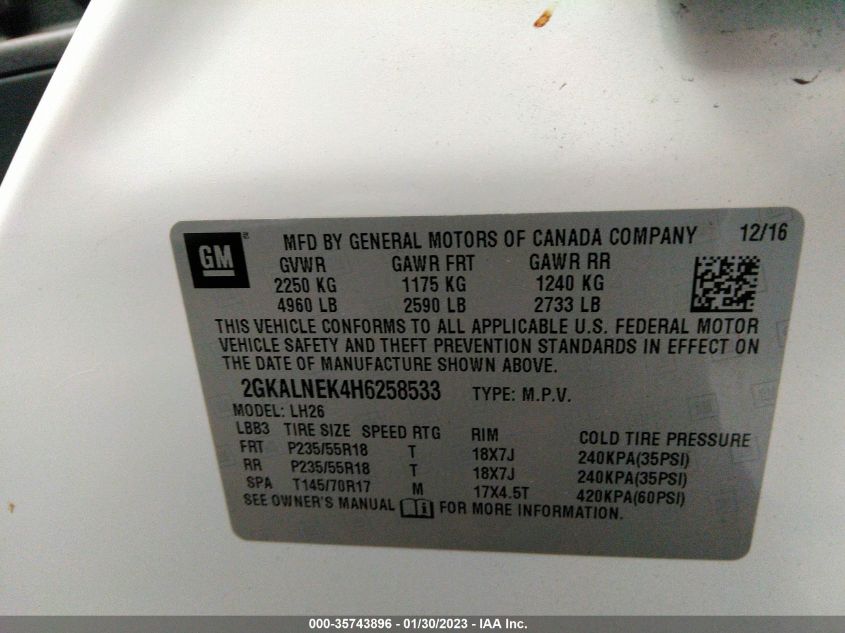 GM
MFD BY GENERAL MOTORS OF CANADA COMPANY 12/16
GVWR GAWR FRT GAWR RR
2250 KG 1175 KG 1240 KG
4960 LB 2590 LB 2733 LB
THIS VEHICLE CONFORMS TO ALL APPLICABLE U.S. FEDERAL MOTOR
VEHICLE SAFETY AND THEFT PREVENTION STANDARDS IN EFFECT ON
THE DATE OF MANUFACTURE SHOWN ABOVE.
2GKALNEK4H6258533 TYPE: M.P.V.
MODEL: LH26
LBB3 TIRE SIZE SPEED RTG RIM COLD TIRE PRESSURE
FRT P235/55R18 T 18X7J 240KPA(35PSI)
RR P235/55R18 T 18X7J 240KPA(35PSI)
SPA T145/70R17 M 17X4.5T 420KPA(60PSI)
SEE OWNER'S MANUAL FOR MORE INFORMATION.
000-35743896 - 01/30/2023 - IAA Inc.